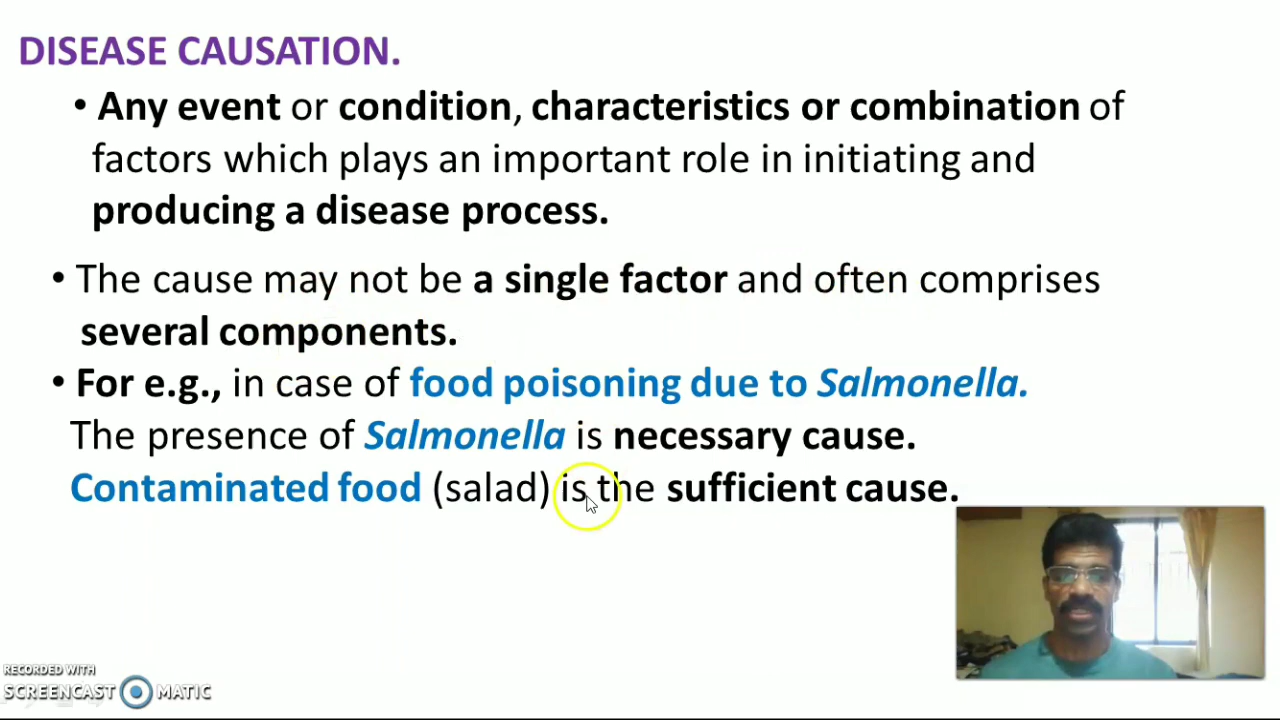 DISEASE CAUSATION.
• Any event or condition, characteristics or combination of
factors which plays an important role in initiating and
producing a disease process.
• The cause may not be a single factor and often comprises
several components.
• For e.g., in case of food poisoning due to Salmonella.
The presence of Salmonella is necessary cause.
Contaminated food (salad) is the sufficient cause.
RECORDED WITH
SCREENCAST MATIC